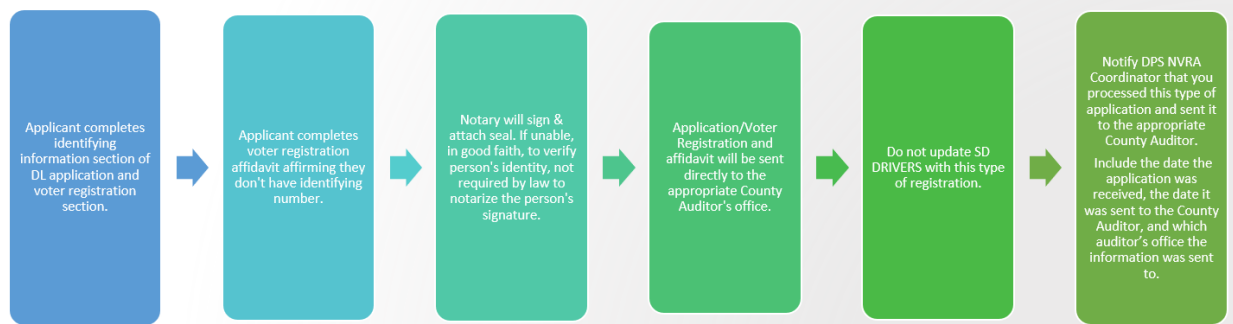 Applicant completes
identifying
information section of
DL application and
voter registration
section.
Applicant completes
voter registration
affidavit affirming they
don't have identifying
number.
Notary will sign &
attach seal. If unable,
in good faith, to verify
person's identity, not
required by law to
notarize the person's
signature.
Application/Voter
Registration and
affidavit will be sent
directly to the
appropriate County
Auditor's office.
Do not update SD
DRIVERS with this
type of registration.
Notify DPS NVRA
Coordinator that you
processed this type of
application and sent it
to the appropriate
County Auditor.
Include the date the
application was
received, the date it
was sent to the County
Auditor, and which
auditor's office the
information was sent
to.